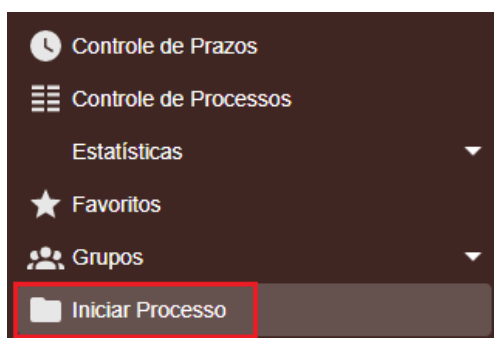 Controle de Prazos
Controle de Processos
Estatísticas
Favoritos
Grupos
Iniciar Processo